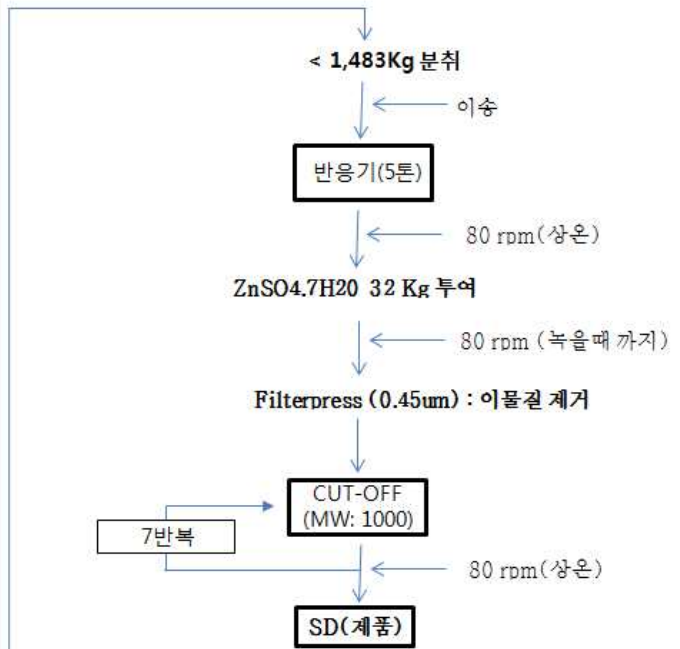 < 1,483Kg 분취
이송
반응기(5톤)
80 rpm(상온)
ZnSO4.7H20 32 Kg 투여
80 rpm (녹을때 까지)
Filterpress (0.45um) : 이물질 제거
CUT-OFF
(MW: 1000)
7반복
80 rpm(상온)
SD(제품)